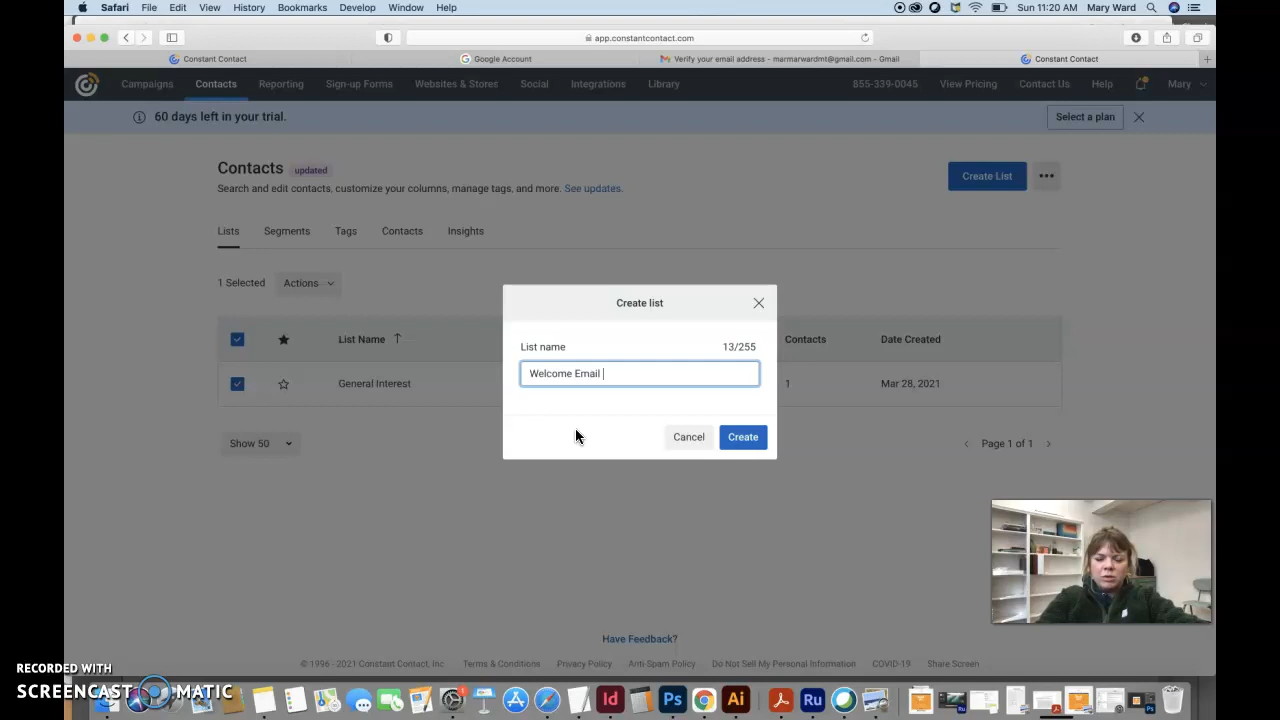 Safari File Edit View History Bookmarks Develop Window Help Sun 11:20 AM Mary Ward
app.constantcontact.com
Constant Contact Google Account Verify your email address - marmarwardmt@gmail.com - Gmail Constant Contact
Campaigns Contacts Reporting Sign-up Forms Websites & Stores Social Integrations Library 855-339-0045 View Pricing Contact Us Help Mary
60 days left in your trial. Select a plan
Contacts updated
Search and edit contacts, customize your columns, manage tags, and more. See updates.
Create List •••
Lists Segments Tags Contacts Insights
1 Selected Actions
Create list
List Name ↑ Contacts Date Created
List name 13/255
Welcome Email
General Interest 1 Mar 28, 2021
Cancel Create
Show 50 Page 1 of 1
Have Feedback?
© 1996 - 2021 Constant Contact, Inc Terms & Conditions Privacy Policy Anti-Spam Policy Do Not Sell My Personal Information COVID-19 Share Screen
RECORDED WITH
SCREENCAST MATIC
Id Ps Ai Ru